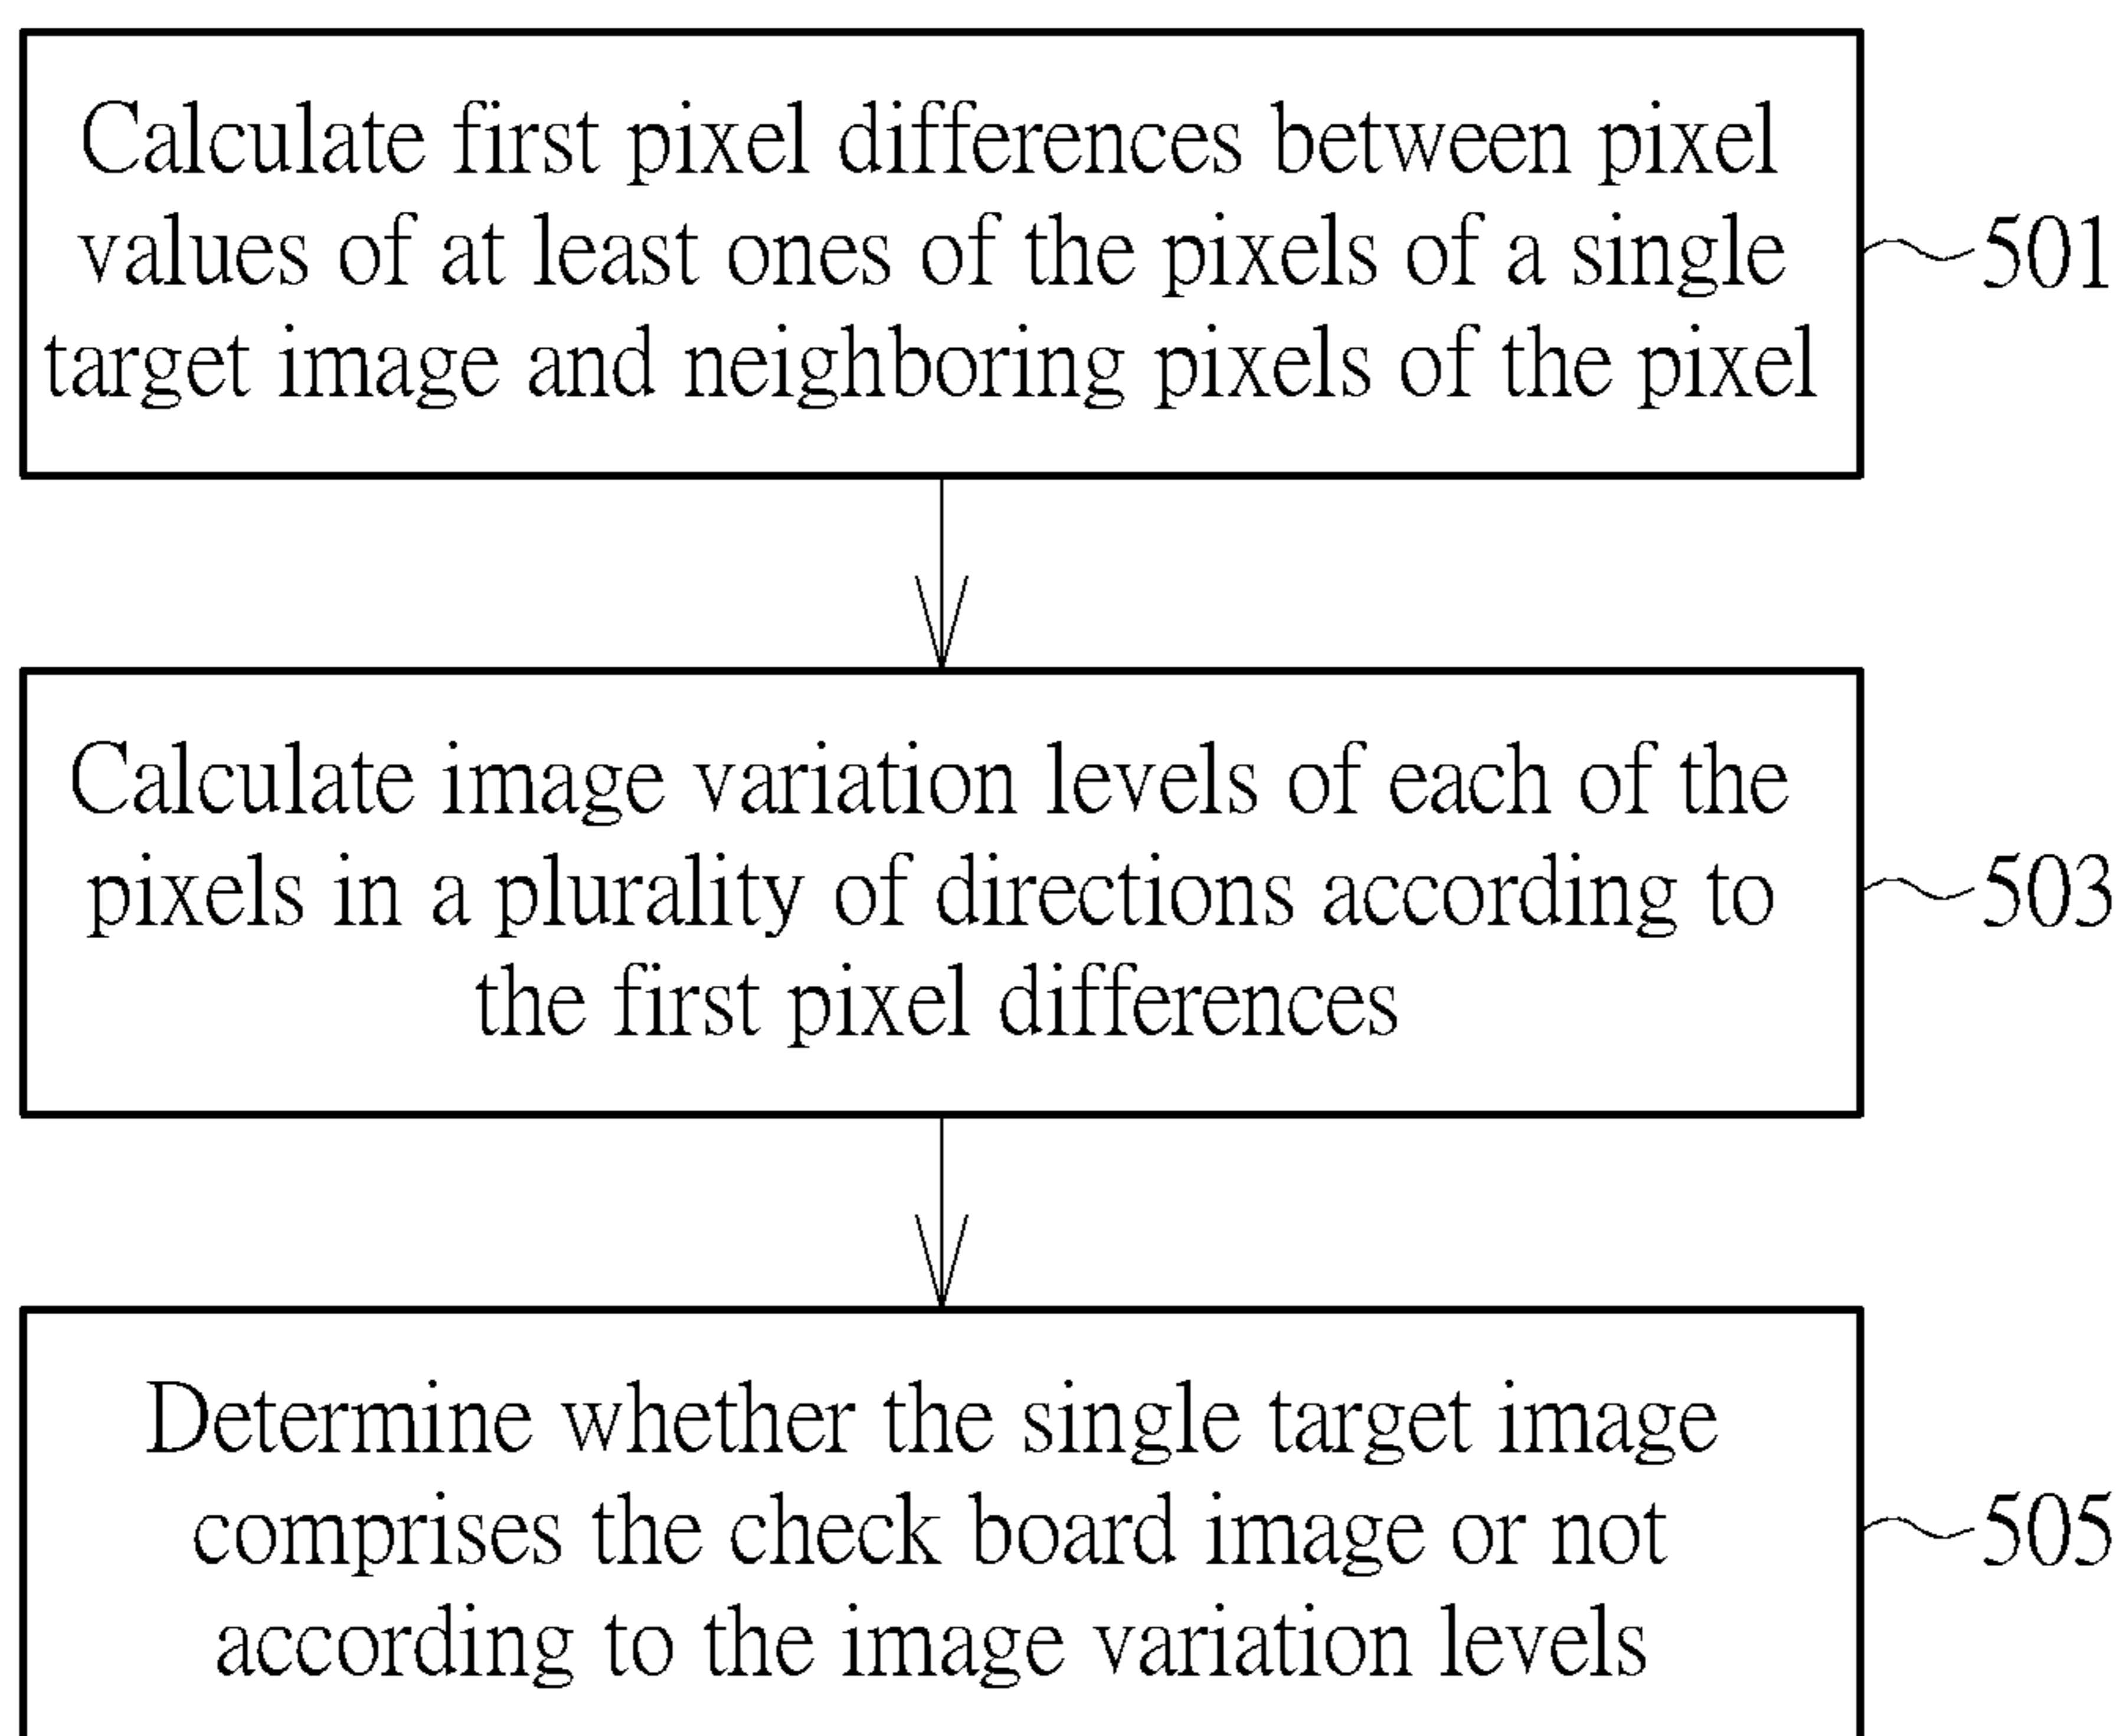 Calculate first pixel differences between pixel
values of at least ones of the pixels of a single
target image and neighboring pixels of the pixel
501
Calculate image variation levels of each of the
pixels in a plurality of directions according to
the first pixel differences
503
Determine whether the single target image
comprises the check board image or not
according to the image variation levels
505